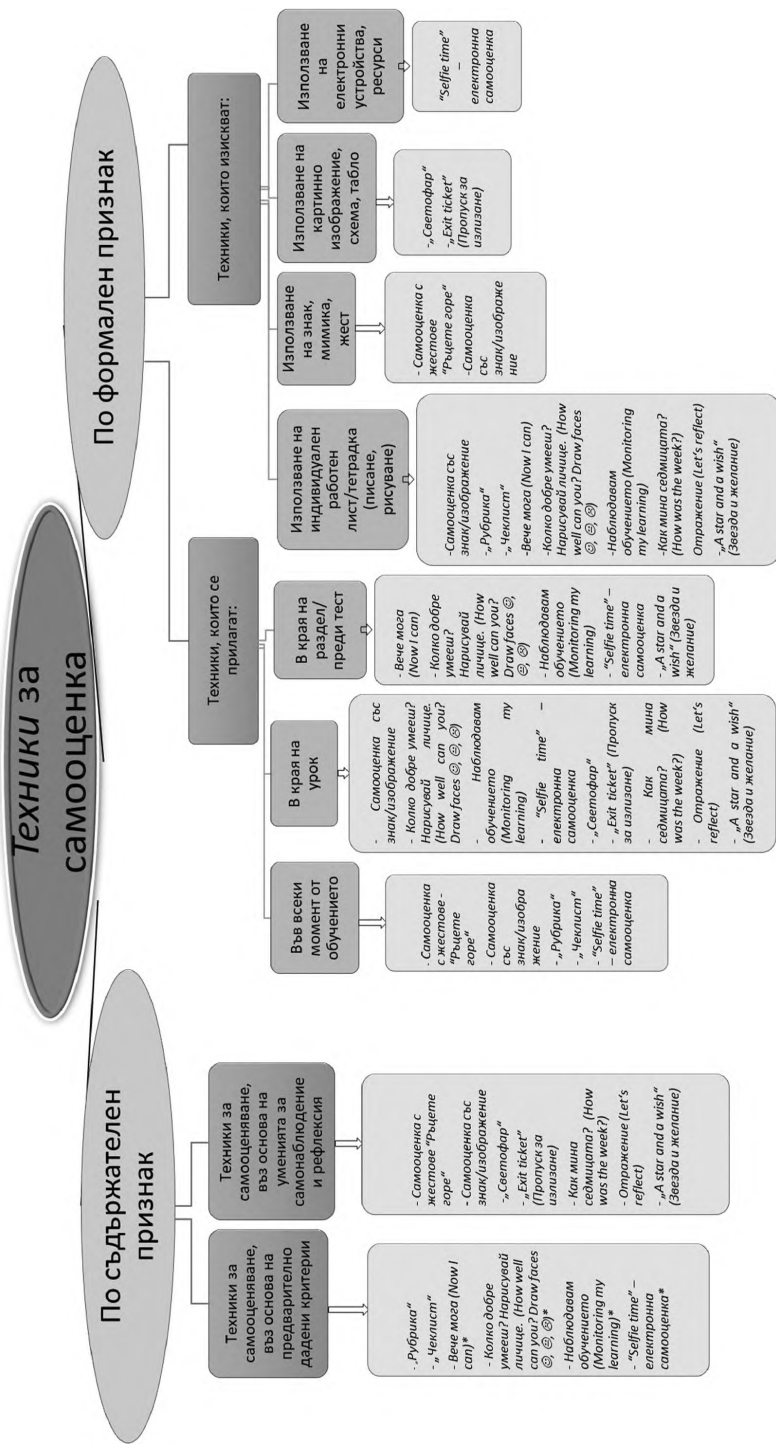 Техники за
самооценка
По съдържателен
признак
Техники за
самооценяване,
въз основа на
предварително
дадени критерии
- „Рубрика“
- „Чеклист“
- Вече мога (Now I
can)*
- Колко добре
умееш? Нарисувай
личице. (How well
can you? Draw faces
☺, 😐, ☹)*
- Наблюдавам
обучението
(Monitoring my
learning)*
- “Selfie time” –
електронна
самооценка*
Техники за
самооценяване,
въз основа на
уменията за
самонаблюдение
и рефлексия
- Самооценка с
жестове “Ръцете
горе“
- Самооценка със
знак/изображение
- „Светофар“
- „Exit ticket”
(Пропуск за
излизане)
- Как мина
седмицата? (How
was the week?)
- Отражение (Let’s
reflect)
- „A star and a wish“
(Звезда и желание)
По формален признак
Техники, които се
прилагат:
Във всеки
момент от
обучението
- Самооценка
с жестове -
“Ръцете
горе“
- Самооценка
със
знак/изобра
жение
- „Рубрика“
- „Чеклист“
- “Selfie time”
– електронна
самооценка
В края на
урок
- Самооценка със
знак/изображение
- Колко добре умееш?
Нарисувай личице.
(How well can you?
Draw faces ☺, 😐, ☹)
- Наблюдавам
обучението
(Monitoring my
learning)
- “Selfie time” –
електронна
самооценка
- „Светофар“
- „Exit ticket” (Пропуск
за излизане)
- Как мина
седмицата? (How
was the week?)
- Отражение (Let’s
reflect)
- „A star and a wish“
(Звезда и желание)
В края на
раздел/
преди тест
- Вече мога
(Now I can)
- Колко добре
умееш?
Нарисувай
личице. (How
well can you?
Draw faces ☺,
😐, ☹)
- Наблюдавам
обучението
(Monitoring my
learning)
- “Selfie time” –
електронна
самооценка
- „A star and a
wish“ (Звезда и
желание)
Техники, които изискват:
Използване на
индивидуален
работен
лист/тетрадка
(писане,
рисуване)
-Самооценка със
знак/изображение
-„Рубрика“
-„Чеклист“
-Вече мога (Now I can)
-Колко добре умееш?
Нарисувай личице. (How
well can you? Draw faces
☺, 😐, ☹)
-Наблюдавам
обучението (Monitoring
my learning)
-Как мина седмицата?
(How was the week?)
Отражение (Let’s reflect)
-„A star and a wish“
(Звезда и желание)
Използване
на знак,
мимика,
жест
- Самооценка с
жестове
“Ръцете горе“
-Самооценка
със
знак/изображе
ние
Използване на
картинно
изображение,
схема, табло
-„Светофар“
-„Exit ticket”
(Пропуск за
излизане)
Използване
на
електронни
устройства,
ресурси
“Selfie time”
–
електронна
самооценка